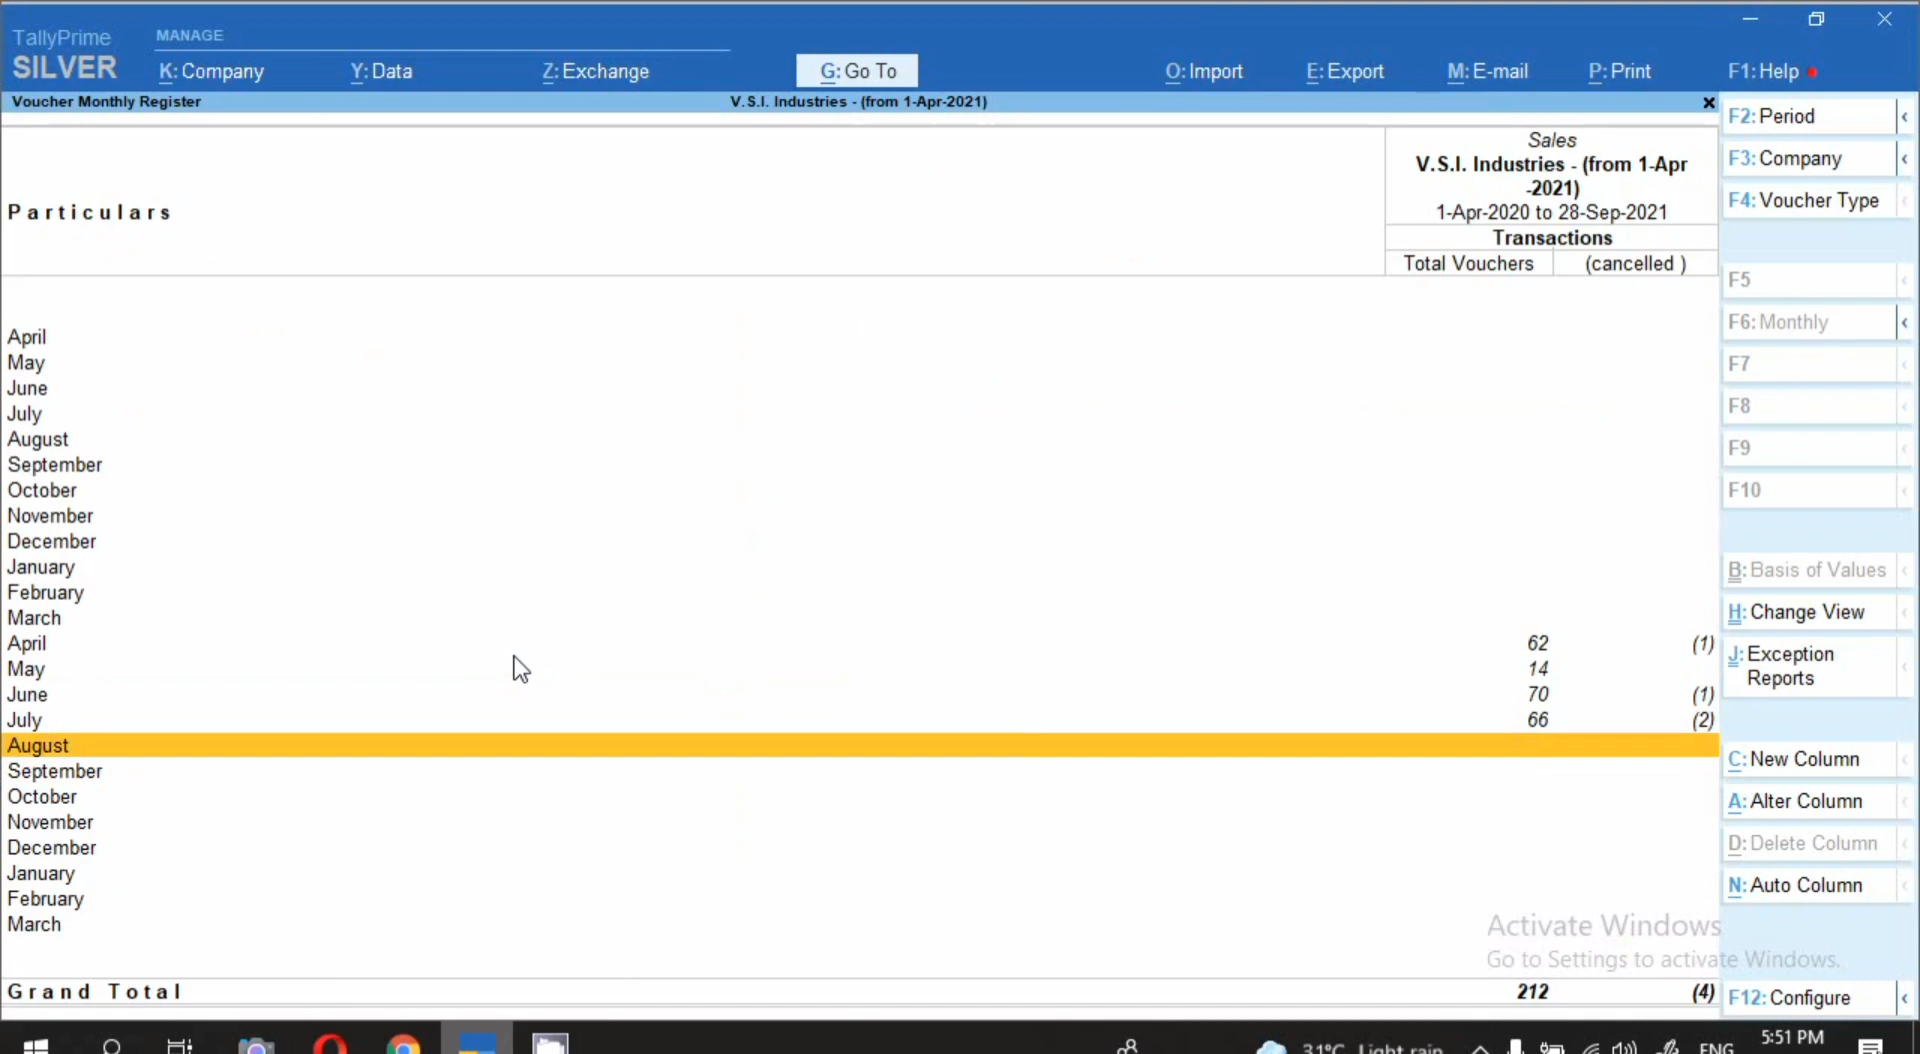 TallyPrime
SILVER
MANAGE
K: Company
Y: Data
Z: Exchange
G: Go To
O: Import
E: Export
M: E-mail
P: Print
F1: Help
Voucher Monthly Register
V.S.I. Industries - (from 1-Apr-2021)
Particulars
Sales
V.S.I. Industries - (from 1-Apr
-2021)
1-Apr-2020 to 28-Sep-2021
Transactions
Total Vouchers (cancelled )
April
May
June
July
August
September
October
November
December
January
February
March
April 62 (1)
May 14
June 70 (1)
July 66 (2)
August
September
October
November
December
January
February
March
Grand Total 212 (4)
F2: Period
F3: Company
F4: Voucher Type
F5
F6: Monthly
F7
F8
F9
F10
B: Basis of Values
H: Change View
J: Exception
Reports
C: New Column
A: Alter Column
D: Delete Column
N: Auto Column
F12: Configure
Activate Windows
Go to Settings to activate Windows.
31°C Light rain
ENG
5:51 PM